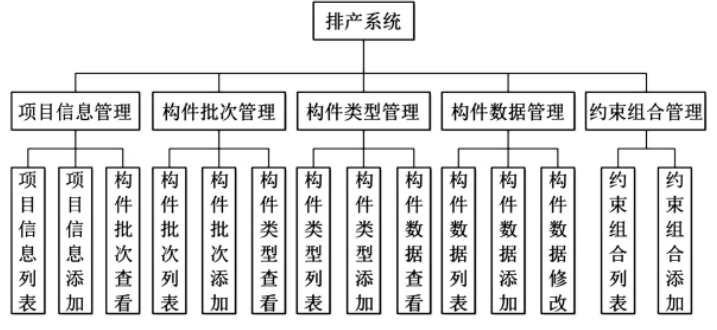 排产系统
项目信息管理
构件批次管理
构件类型管理
构件数据管理
约束组合管理
项目信息列表
项目信息添加
构件批次查看
构件批次列表
构件批次添加
构件类型查看
构件类型列表
构件类型添加
构件数据查看
构件数据列表
构件数据添加
构件数据修改
约束组合列表
约束组合添加